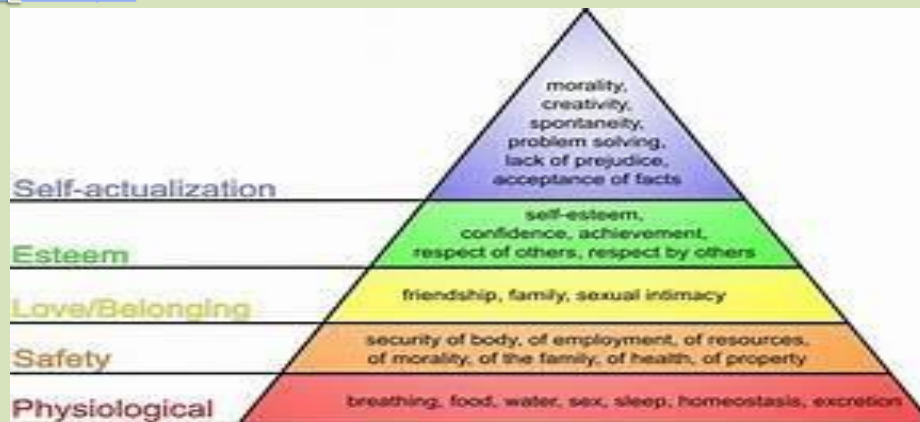 morality,
creativity,
spontaneity,
problem solving,
lack of prejudice,
acceptance of facts
Self-actualization
self-esteem,
confidence, achievement,
respect of others, respect by others
Esteem
friendship, family, sexual intimacy
Love/Belonging
security of body, of employment, of resources,
of morality, of the family, of health, of property
Safety
breathing, food, water, sex, sleep, homeostasis, excretion
Physiological